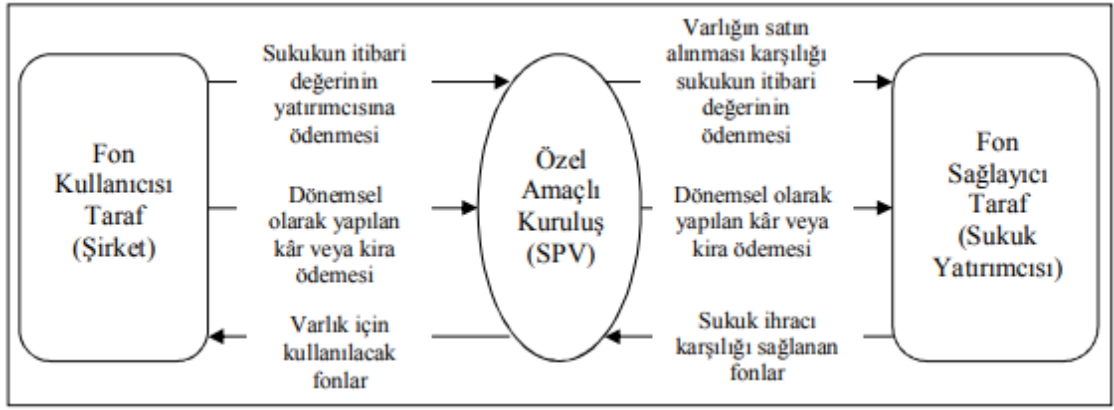 Fon
Kullanıcısı
Taraf
(Şirket)
Sukukun itibari
değerinin
yatırımcısına
ödenmesi
Dönemsel
olarak yapılan
kâr veya kira
ödemesi
Varlık için
kullanılacak
fonlar
Özel
Amaçlı
Kuruluş
(SPV)
Varlığın satın
alınması karşılığı
sukukun itibari
değerinin
ödenmesi
Dönemsel olarak
yapılan kâr veya
kira ödemesi
Sukuk ihracı
karşılığı sağlanan
fonlar
Fon
Sağlayıcı
Taraf
(Sukuk
Yatırımcısı)